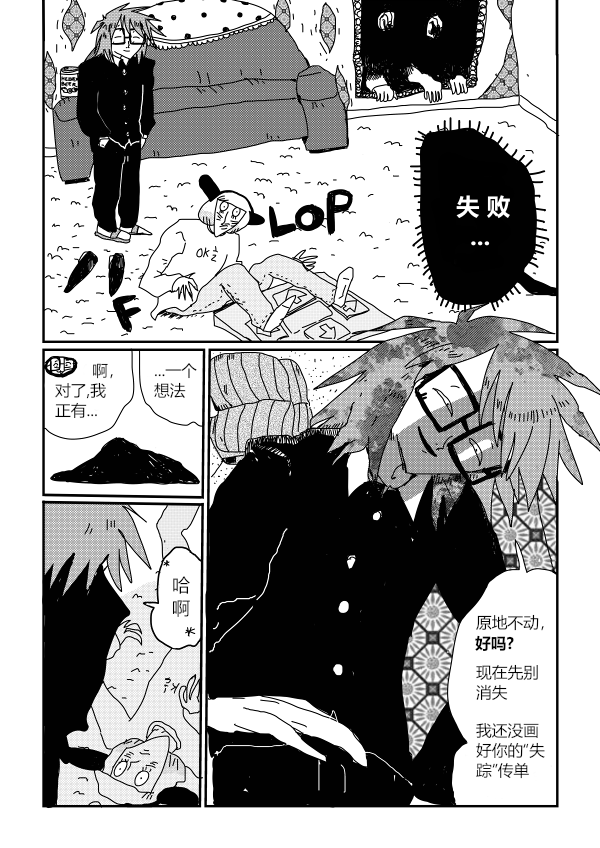 失败
...
LOP
OK
F
啊，
对了,我
正有...
...一个
想法
哈
啊
原地不动，
好吗?
现在先别
消失
我还没画
好你的“失
踪”传单